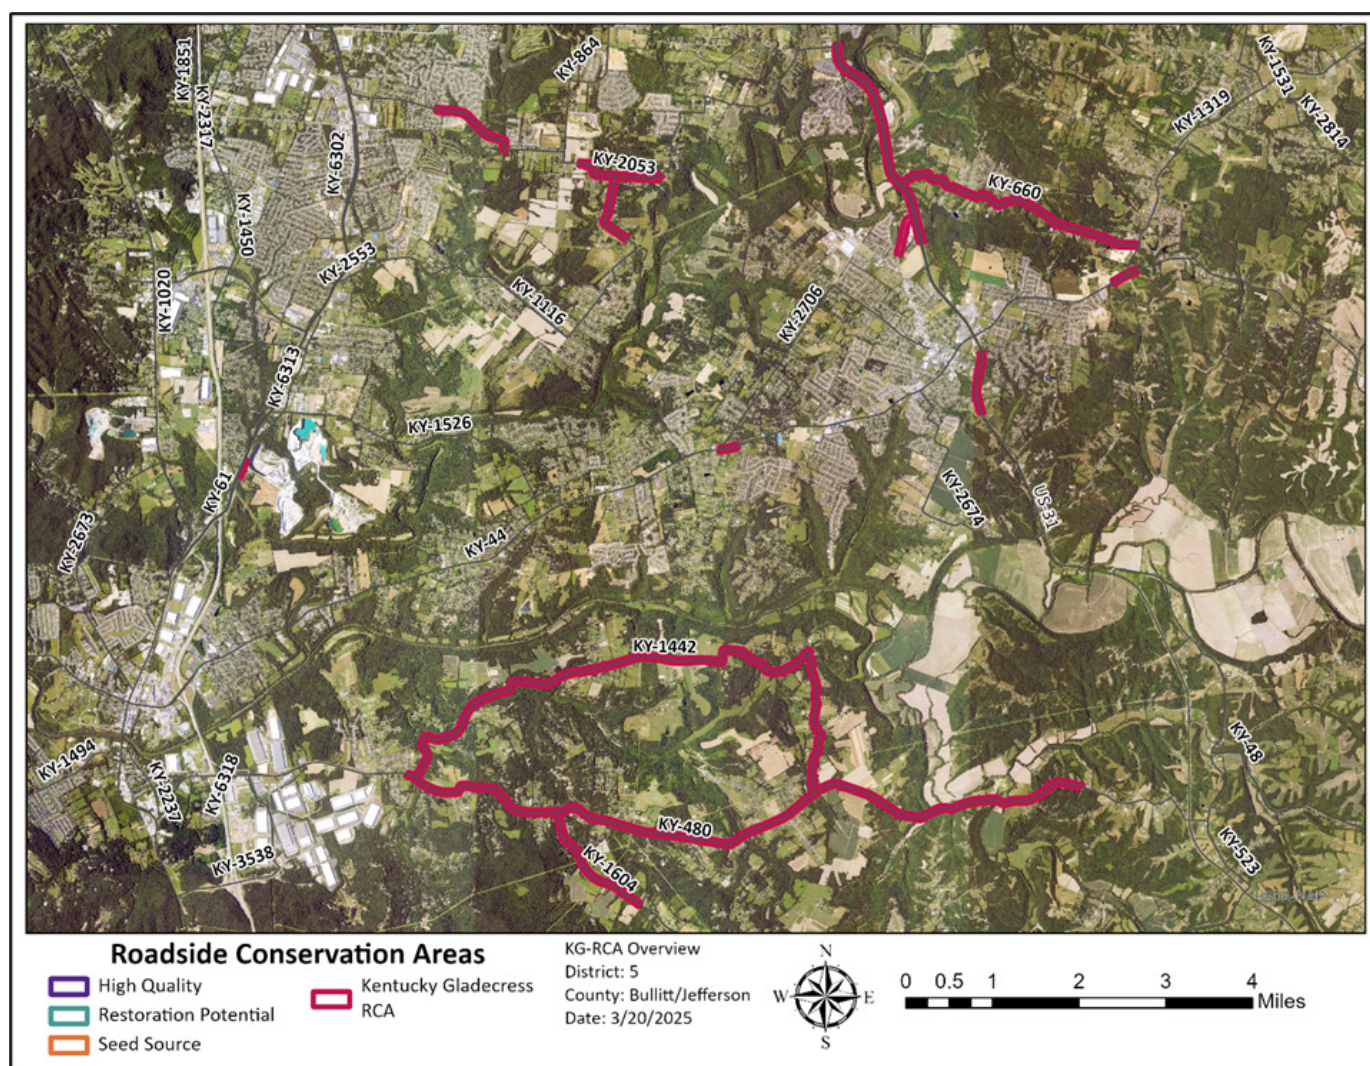 KY-1851
KY-2317
KY-864
KY-1531
KY-2814
KY-1319
KY-6302
KY-2053
KY-660
KY-1450
KY-2553
KY-1020
KY-1116
KY-2706
KY-6313
KY-1526
KY-61
KY-2673
KY-44
KY-2674
US-31
KY-1442
KY-1494
KY-2237
KY-6318
KY-48
KY-480
KY-3538
KY-1604
KY-523
Roadside Conservation Areas
High Quality
Restoration Potential
Seed Source
Kentucky Gladecress
RCA
KG-RCA Overview
District: 5
County: Bullitt/Jefferson
Date: 3/20/2025
N
W
E
S
0 0.5 1 2 3 4
Miles